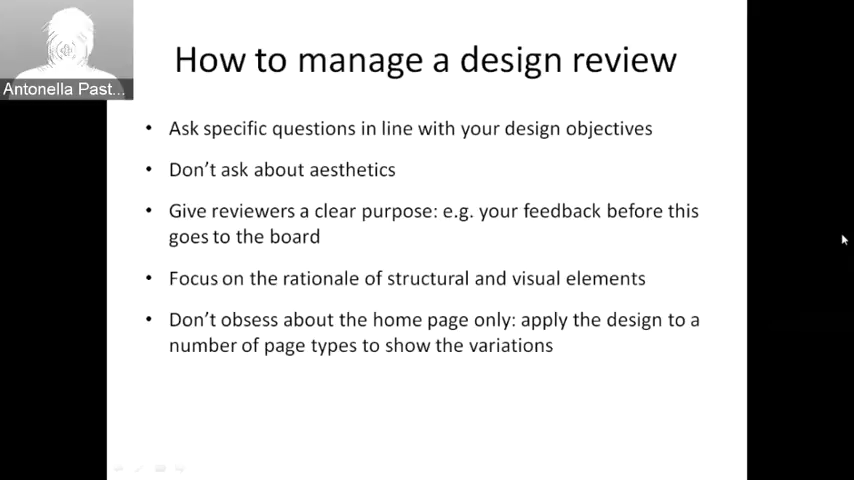 How to manage a design review
Antonella Past...
• Ask specific questions in line with your design objectives
• Don’t ask about aesthetics
• Give reviewers a clear purpose: e.g. your feedback before this
goes to the board
• Focus on the rationale of structural and visual elements
• Don’t obsess about the home page only: apply the design to a
number of page types to show the variations